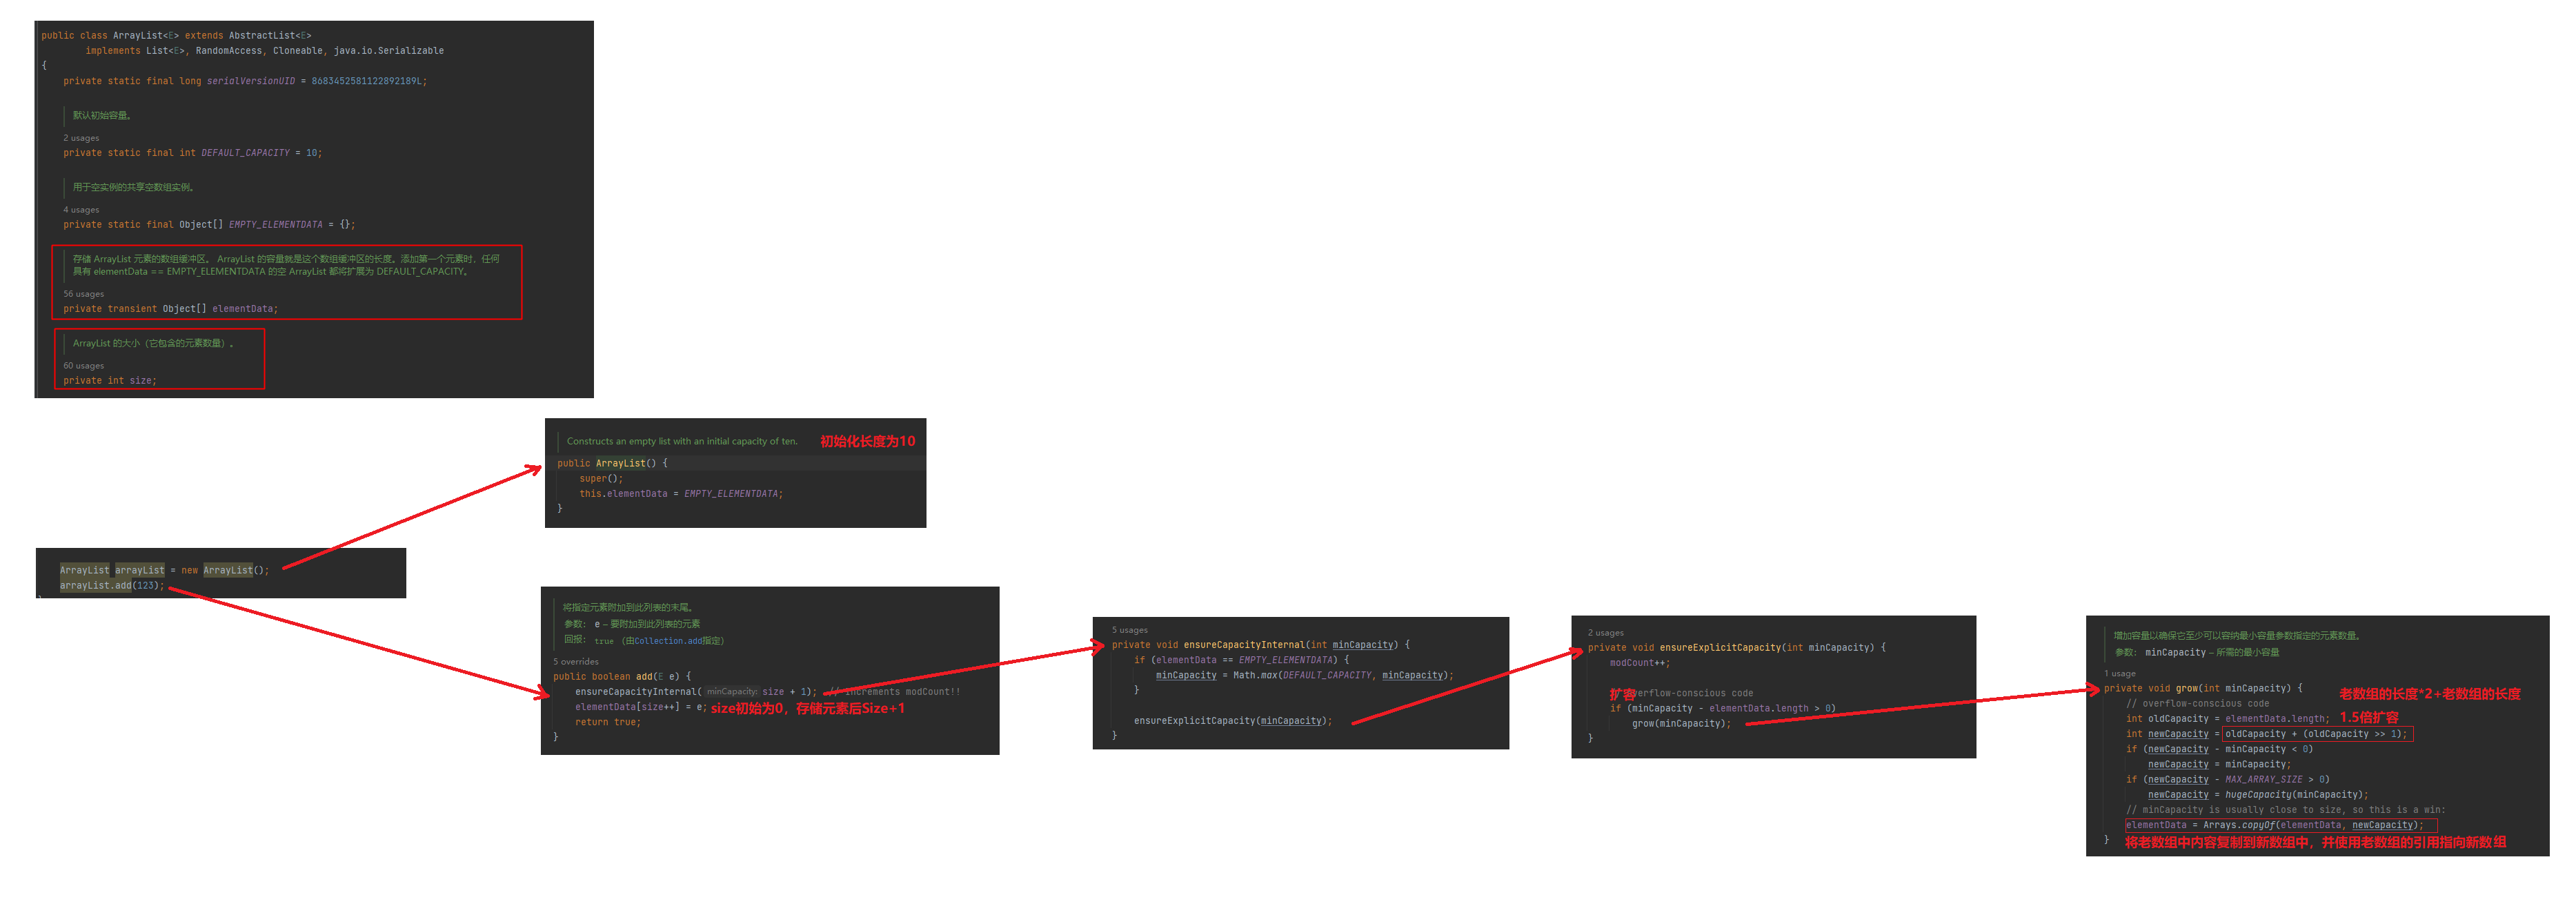 public class ArrayList<E> extends AbstractList<E>
implements List<E>, RandomAccess, Cloneable, java.io.Serializable
{
private static final long serialVersionUID = 8683452581122892189L;
默认初始容量。
2 usages
private static final int DEFAULT_CAPACITY = 10;
用于空实例的共享空数组实例。
4 usages
private static final Object[] EMPTY_ELEMENTDATA = {};
存储 ArrayList 元素的数组缓冲区。 ArrayList 的容量就是这个数组缓冲区的长度。添加第一个元素时，任何
具有 elementData == EMPTY_ELEMENTDATA 的空 ArrayList 都将扩展为 DEFAULT_CAPACITY。
56 usages
private transient Object[] elementData;
ArrayList 的大小（它包含的元素数量）。
60 usages
private int size;
Constructs an empty list with an initial capacity of ten. 初始化长度为10
public ArrayList() {
super();
this.elementData = EMPTY_ELEMENTDATA;
}
ArrayList arrayList = new ArrayList();
arrayList.add(123);
将指定元素附加到此列表的末尾。
参数: e – 要附加到此列表的元素
回报: true （由Collection.add指定）
5 overrides
public boolean add(E e) {
ensureCapacityInternal( minCapacity: size + 1); // Increments modCount!!
elementData[size++] = e; size初始为0，存储元素后Size+1
return true;
}
5 usages
private void ensureCapacityInternal(int minCapacity) {
if (elementData == EMPTY_ELEMENTDATA) {
minCapacity = Math.max(DEFAULT_CAPACITY, minCapacity);
}
ensureExplicitCapacity(minCapacity);
}
2 usages
private void ensureExplicitCapacity(int minCapacity) {
modCount++;
扩容
// overflow-conscious code
if (minCapacity - elementData.length > 0)
grow(minCapacity);
}
增加容量以确保它至少可以容纳最小容量参数指定的元素数量。
参数: minCapacity – 所需的最小容量
1 usage
private void grow(int minCapacity) { 老数组的长度*2+老数组的长度
// overflow-conscious code
int oldCapacity = elementData.length; 1.5倍扩容
int newCapacity = oldCapacity + (oldCapacity >> 1);
if (newCapacity - minCapacity < 0)
newCapacity = minCapacity;
if (newCapacity - MAX_ARRAY_SIZE > 0)
newCapacity = hugeCapacity(minCapacity);
// minCapacity is usually close to size, so this is a win:
elementData = Arrays.copyOf(elementData, newCapacity);
} 将老数组中内容复制到新数组中，并使用老数组的引用指向新数组